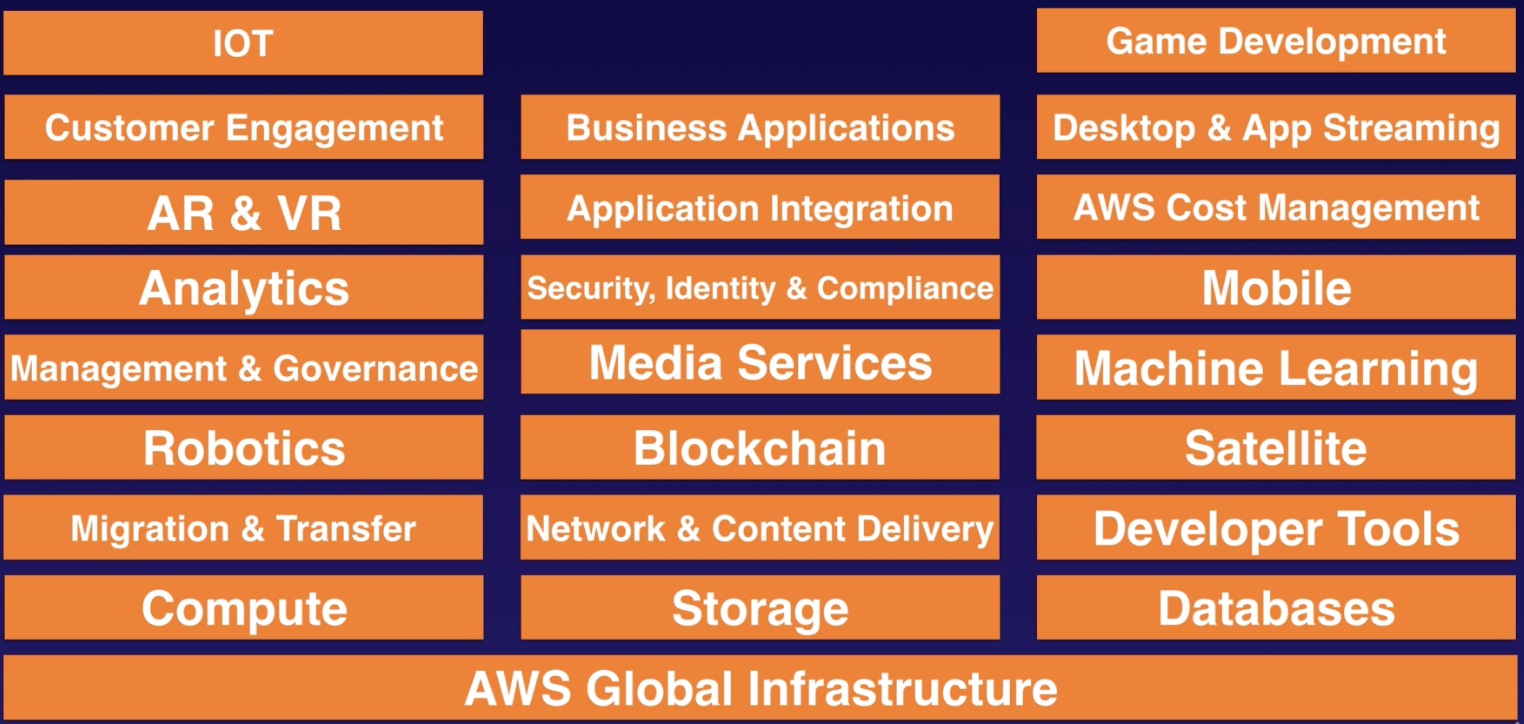 IOT
Game Development
Customer Engagement
Business Applications
Desktop & App Streaming
AR & VR
Application Integration
AWS Cost Management
Analytics
Security, Identity & Compliance
Mobile
Management & Governance
Media Services
Machine Learning
Robotics
Blockchain
Satellite
Migration & Transfer
Network & Content Delivery
Developer Tools
Compute
Storage
Databases
AWS Global Infrastructure